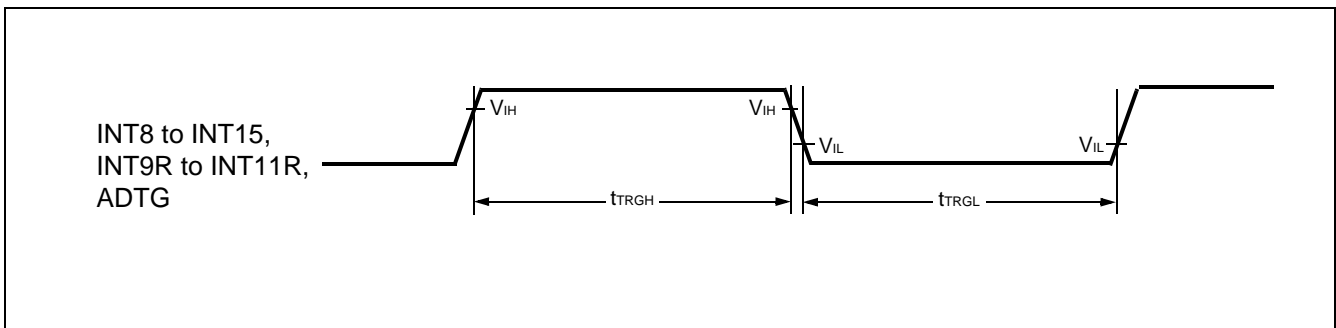 INT8 to INT15,
INT9R to INT11R,
ADTG
VIH
VIH
VIL
VIL
tTRGH
tTRGL